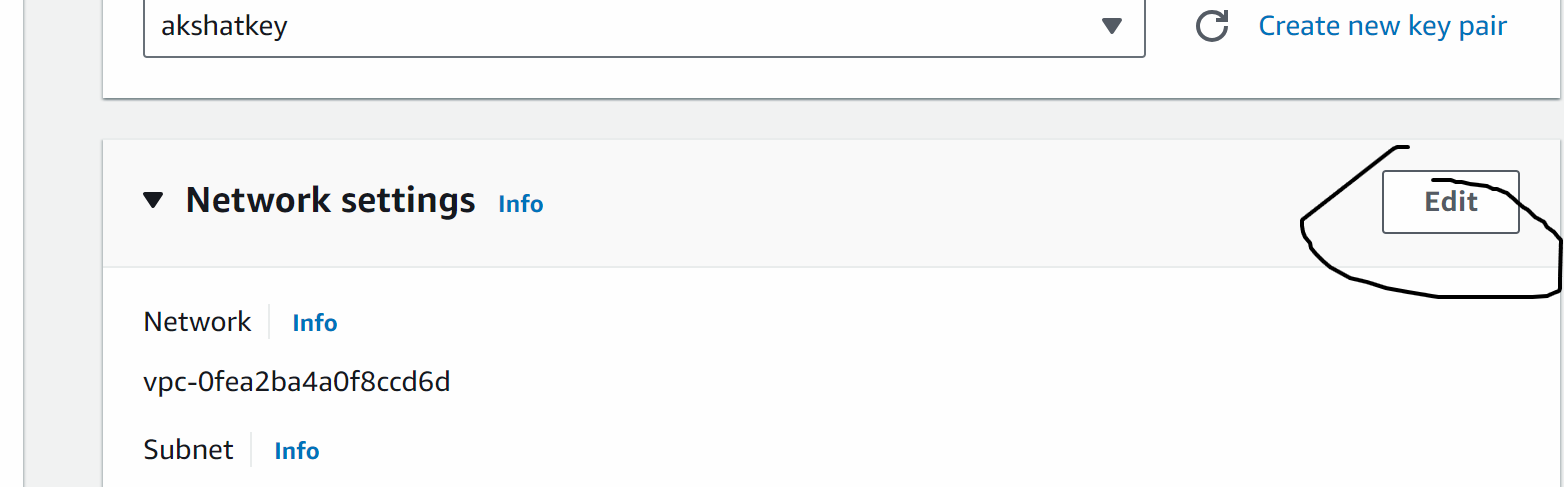 akshatkey
Create new key pair
Network settings Info
Edit
Network Info
vpc-0fea2ba4a0f8ccd6d
Subnet Info